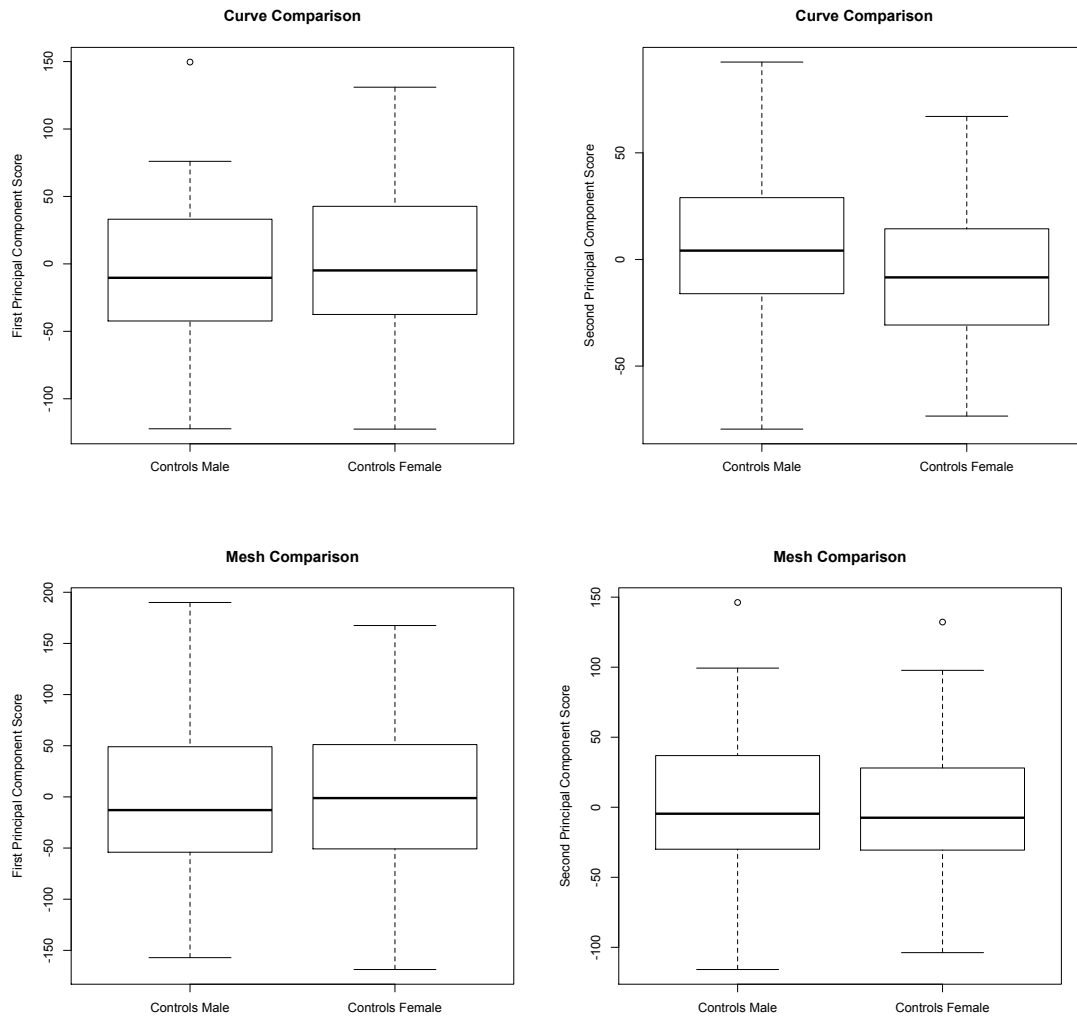 Curve Comparison
First Principal Component Score
150
100
50
0
-50
-100
Controls Male
Controls Female
Curve Comparison
Second Principal Component Score
50
0
-50
Controls Male
Controls Female
Mesh Comparison
First Principal Component Score
200
150
100
50
0
-50
-100
-150
Controls Male
Controls Female
Mesh Comparison
Second Principal Component Score
150
100
50
0
-50
-100
Controls Male
Controls Female